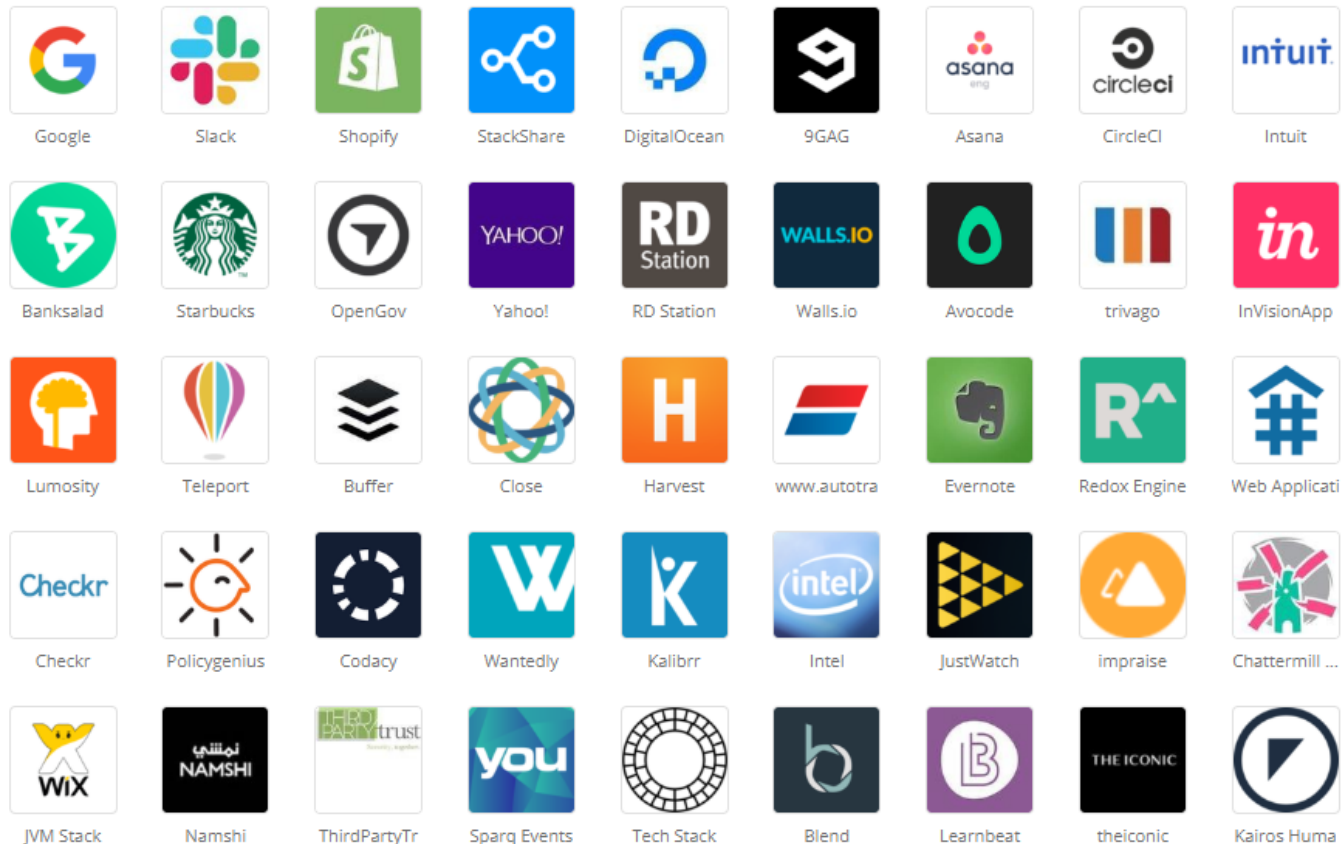 G
Google
Slack
S
Shopify
StackShare
DigitalOcean
9GAG
asana
eng
Asana
circleci
CircleCI
intuit.
Intuit
Banksalad
TM
Starbucks
OpenGov
YAHOO!
Yahoo!
RD
Station
RD Station
WALLS.IO
Walls.io
Avocode
trivago
in
InVisionApp
Lumosity
Teleport
Buffer
Close
H
Harvest
www.autotra
Evernote
R^
Redox Engine
Web Applicati
Checkr
Checkr
Policygenius
Codacy
W
Wantedly
K
Kalibrr
intel
Intel
JustWatch
impraise
Chattermill ...
WiX
JVM Stack
نمشي
NAMSHI
Namshi
THIRD
PARTYtrust
ThirdPartyTr
you
Sparq Events
Tech Stack
b
Blend
B
Learnbeat
THE ICONIC
theiconic
Kairos Huma